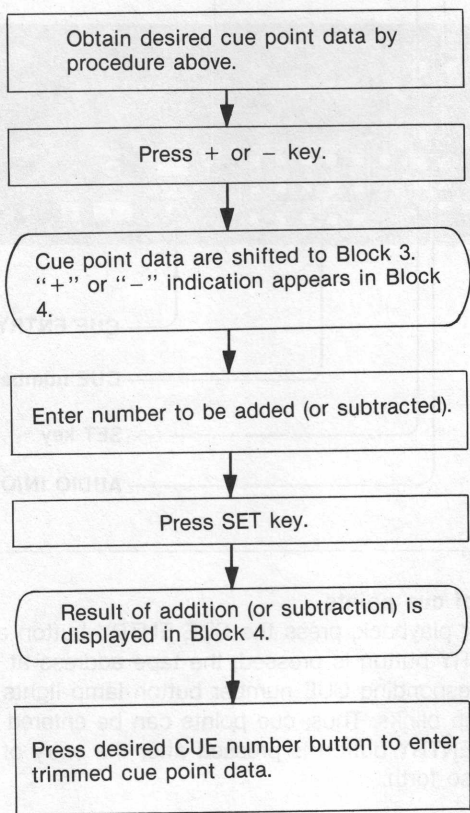 Obtain desired cue point data by
procedure above.
Press + or − key.
Cue point data are shifted to Block 3.
“+” or “−” indication appears in Block
4.
Enter number to be added (or subtracted).
Press SET key.
Result of addition (or subtraction) is
displayed in Block 4.
Press desired CUE number button to enter
trimmed cue point data.